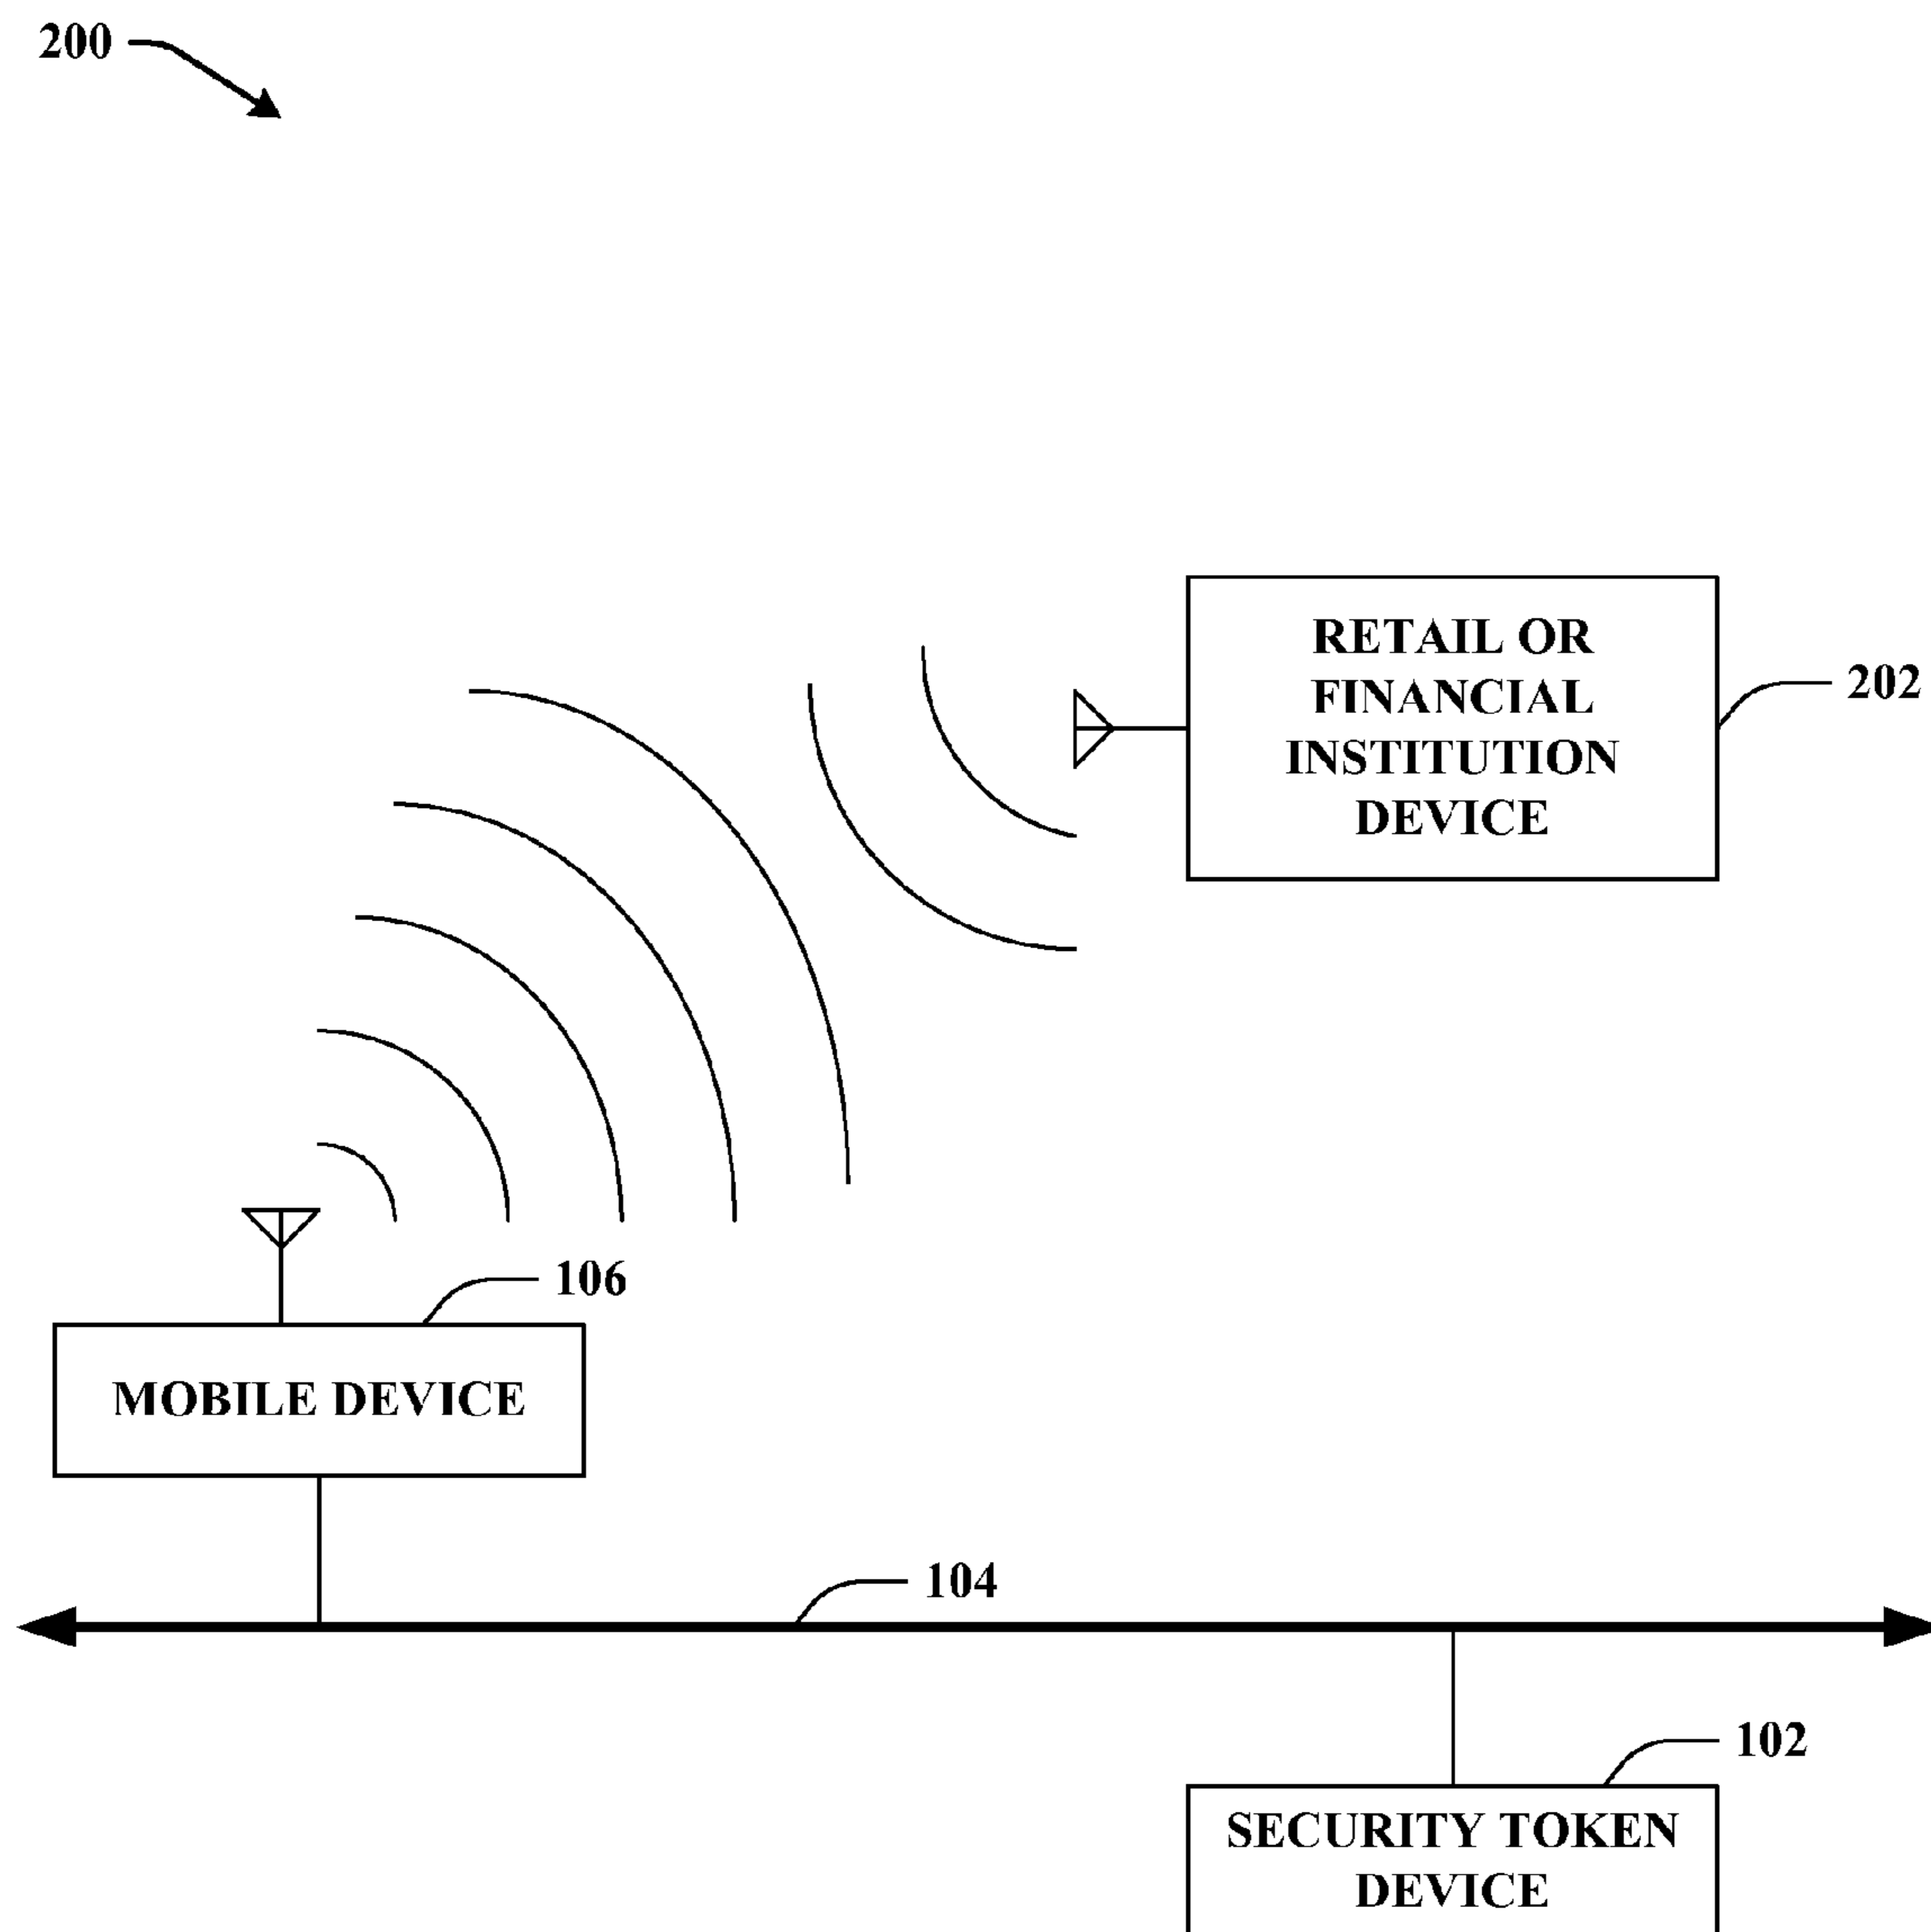 200
RETAIL OR
FINANCIAL
INSTITUTION
DEVICE
202
106
MOBILE DEVICE
104
102
SECURITY TOKEN
DEVICE